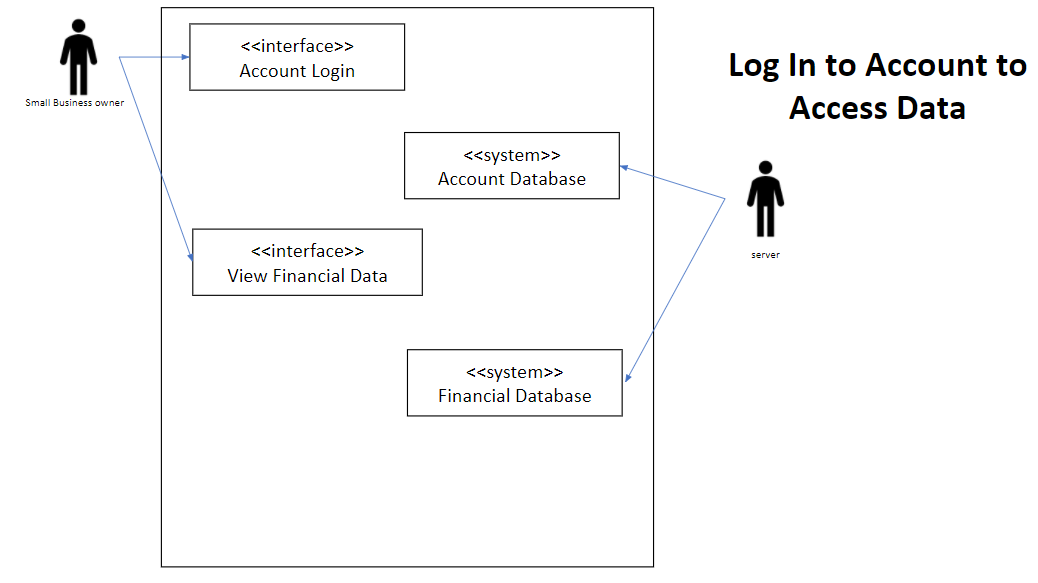 <<interface>>
Account Login
Small Business owner
Log In to Account to
Access Data
<<system>>
Account Database
server
<<interface>>
View Financial Data
<<system>>
Financial Database